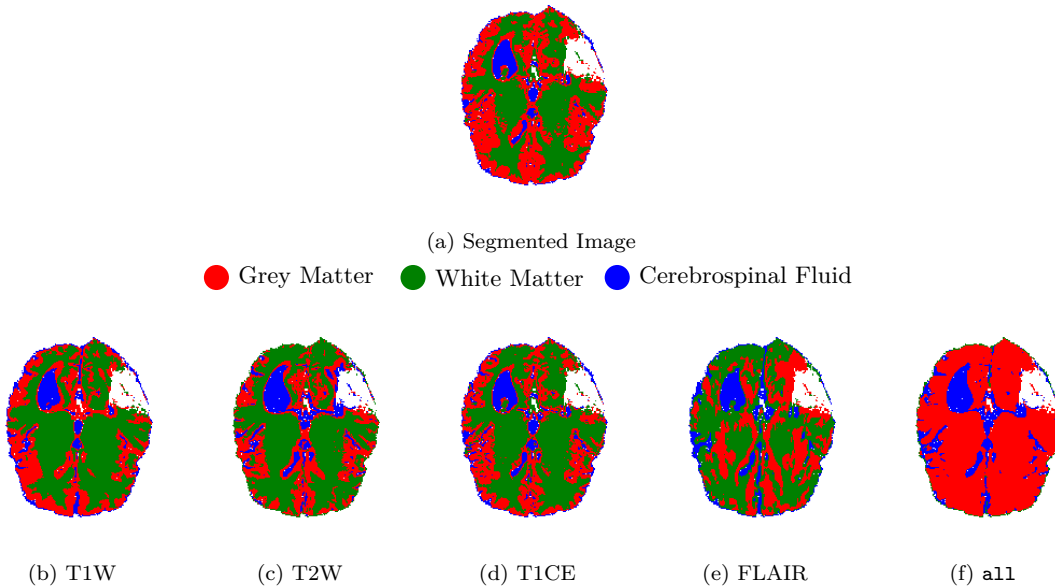 (a) Segmented Image
Grey Matter White Matter Cerebrospinal Fluid
(b) T1W (c) T2W (d) T1CE (e) FLAIR (f) all